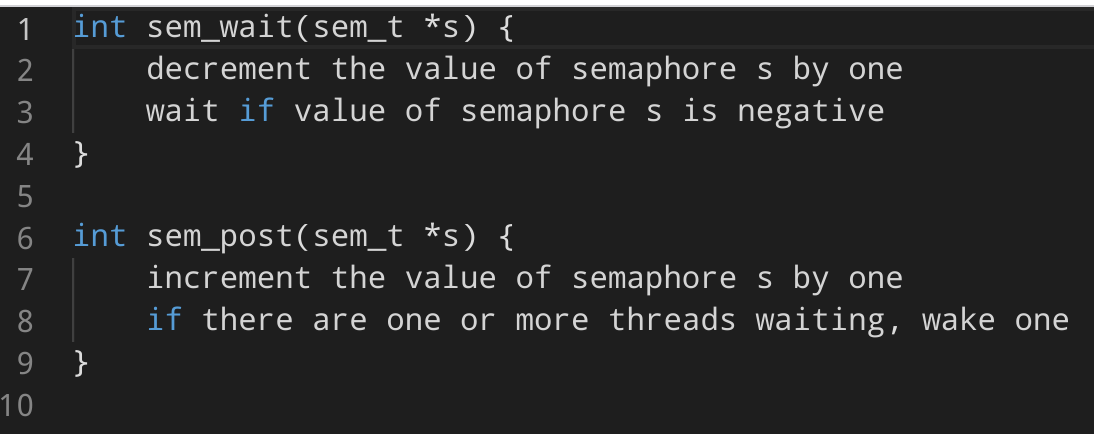 1 int sem_wait(sem_t *s) {
2 decrement the value of semaphore s by one
3 wait if value of semaphore s is negative
4 }
5
6 int sem_post(sem_t *s) {
7 increment the value of semaphore s by one
8 if there are one or more threads waiting, wake one
9 }
10